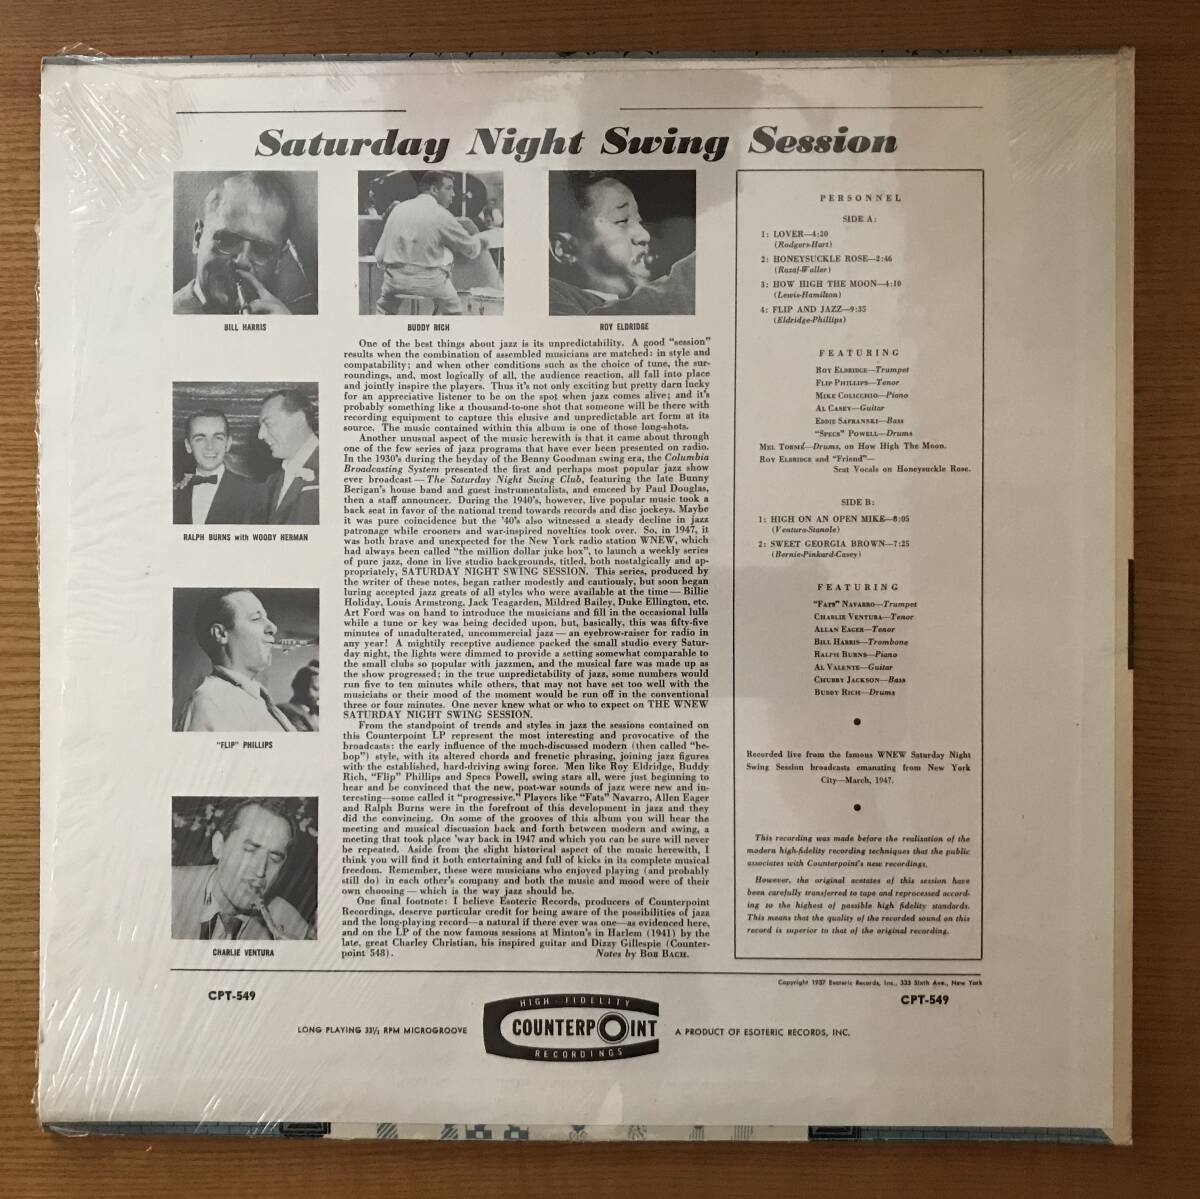 Saturday Night Swing Session
BILL HARRIS
BUDDY RICH
ROY ELDRIDGE
RALPH BURNS with WOODY HERMAN
"FLIP" PHILLIPS
CHARLIE VENTURA
One of the best things about jazz is its unpredictability. A good "session"
results when the combination of assembled musicians are matched: in style and
compatability; and when other conditions such as the choice of tune, the sur-
roundings, and, most logically of all, the audience reaction, all fall into place
and jointly inspire the players. Thus it's not only exciting but pretty darn lucky
for an appreciative listener to be on the spot when jazz comes alive; and it's
probably something like a thousand-to-one shot that someone will be there with
recording equipment to capture this elusive and unpredictable art form at its
source. The music contained within this album is one of those long-shots.
Another unusual aspect of the music herewith is that it came about through
one of the few series of jazz programs that have ever been presented on radio.
In the 1930's during the heyday of the Benny Goodman swing era, the Columbia
Broadcasting System presented the first and perhaps most popular jazz show
ever broadcast — The Saturday Night Swing Club, featuring the late Bunny
Berigan's house band and guest instrumentalists, and emceed by Paul Douglas,
then a staff announcer. During the 1940's, however, live popular music took a
back seat in favor of the national trend towards records and disc jockeys. Maybe
it was pure coincidence but the '40's also witnessed a steady decline in jazz
patronage while crooners and war-inspired novelties took over. So, in 1947, it
was both brave and unexpected for the New York radio station WNEW, which
had always been called "the million dollar juke box", to launch a weekly series
of pure jazz, done in live studio backgrounds, titled, both nostalgically and ap-
propriately, SATURDAY NIGHT SWING SESSION. This series, produced by
the writer of these notes, began rather modestly and cautiously, but soon began
luring accepted jazz greats of all styles who were available at the time — Billie
Holiday, Louis Armstrong, Jack Teagarden, Mildred Bailey, Duke Ellington, etc.
Art Ford was on hand to introduce the musicians and fill in the occasional lulls
while a tune or key was being decided upon, but, basically, this was fifty-five
minutes of unadulterated, uncommercial jazz — an eyebrow-raiser for radio in
any year! A mightily receptive audience packed the small studio every Satur-
day night, the lights were dimmed to provide a setting somewhat comparable to
the small clubs so popular with jazzmen, and the musical fare was made up as
the show progressed; in the true unpredictability of jazz, some numbers would
run five to ten minutes while others, that may not have set too well with the
musicians or their mood of the moment would be run off in the conventional
three or four minutes. One never knew what or who to expect on THE WNEW
SATURDAY NIGHT SWING SESSION.
From the standpoint of trends and styles in jazz the sessions contained on
this Counterpoint LP represent the most interesting and provocative of the
broadcasts: the early influence of the much-discussed modern (then called "be-
bop") style, with its altered chords and frenetic phrasing, joining jazz figures
with the established, hard-driving swing force. Men like Roy Eldridge, Buddy
Rich, "Flip" Phillips and Specs Powell, swing stars all, were just beginning to
hear and be convinced that the new, post-war sounds of jazz were new and in-
teresting—some called it "progressive." Players like "Fats" Navarro, Allen Eager
and Ralph Burns were in the forefront of this development in jazz and they
did the convincing. On some of the grooves of this album you will hear the
meeting and musical discussion back and forth between modern and swing, a
meeting that took place 'way back in 1947 and which you can be sure will never
be repeated. Aside from the slight historical aspect of the music herewith, I
think you will find it both entertaining and full of kicks in its complete musical
freedom. Remember, these were musicians who enjoyed playing (and probably
still do) in each other's company and both the music and mood were of their
own choosing — which is the way jazz should be.
One final footnote: I believe Esoteric Records, producers of Counterpoint
Recordings, deserve particular credit for being aware of the possibilities of jazz
and the long-playing record—a natural if there ever was one—as evidenced here,
and on the LP of the now famous sessions at Minton's in Harlem (1941) by the
late, great Charley Christian, his inspired guitar and Dizzy Gillespie (Counter-
point 548). Notes by BOB BACH.
PERSONNEL
SIDE A:
1: LOVER—4:20
(Rodgers-Hart)
2: HONEYSUCKLE ROSE—2:46
(Razaf-Waller)
3: HOW HIGH THE MOON—4:10
(Lewis-Hamilton)
4: FLIP AND JAZZ—9:35
(Eldridge-Phillips)
FEATURING
ROY ELDRIDGE—Trumpet
FLIP PHILLIPS—Tenor
MIKE COLICCHIO—Piano
AL CASEY—Guitar
EDDIE SAFRANSKI—Bass
"SPECS" POWELL—Drums
MEL TORMÉ—Drums, on How High The Moon.
ROY ELDRIDGE and "Friend"—
Scat Vocals on Honeysuckle Rose.
SIDE B:
1: HIGH ON AN OPEN MIKE—8:05
(Ventura-Stanole)
2: SWEET GEORGIA BROWN—7:25
(Bernie-Pinkard-Casey)
FEATURING
"FATS" NAVARRO—Trumpet
CHARLIE VENTURA—Tenor
ALLAN EAGER—Tenor
BILL HARRIS—Trombone
RALPH BURNS—Piano
AL VALENTE—Guitar
CHUBBY JACKSON—Bass
BUDDY RICH—Drums
Recorded live from the famous WNEW Saturday Night
Swing Session broadcasts emanating from New York
City—March, 1947.
This recording was made before the realization of the
modern high-fidelity recording techniques that the public
associates with Counterpoint's new recordings.
However, the original acetates of this session have
been carefully transferred to tape and reprocessed accord-
ing to the highest of possible high fidelity standards.
This means that the quality of the recorded sound on this
record is superior to that of the original recording.
Copyright 1957 Esoteric Records, Inc., 333 Sixth Ave., New York
CPT-549
CPT-549
LONG PLAYING 33⅓ RPM MICROGROOVE
HIGH FIDELITY
COUNTERPOINT
RECORDINGS
A PRODUCT OF ESOTERIC RECORDS, INC.